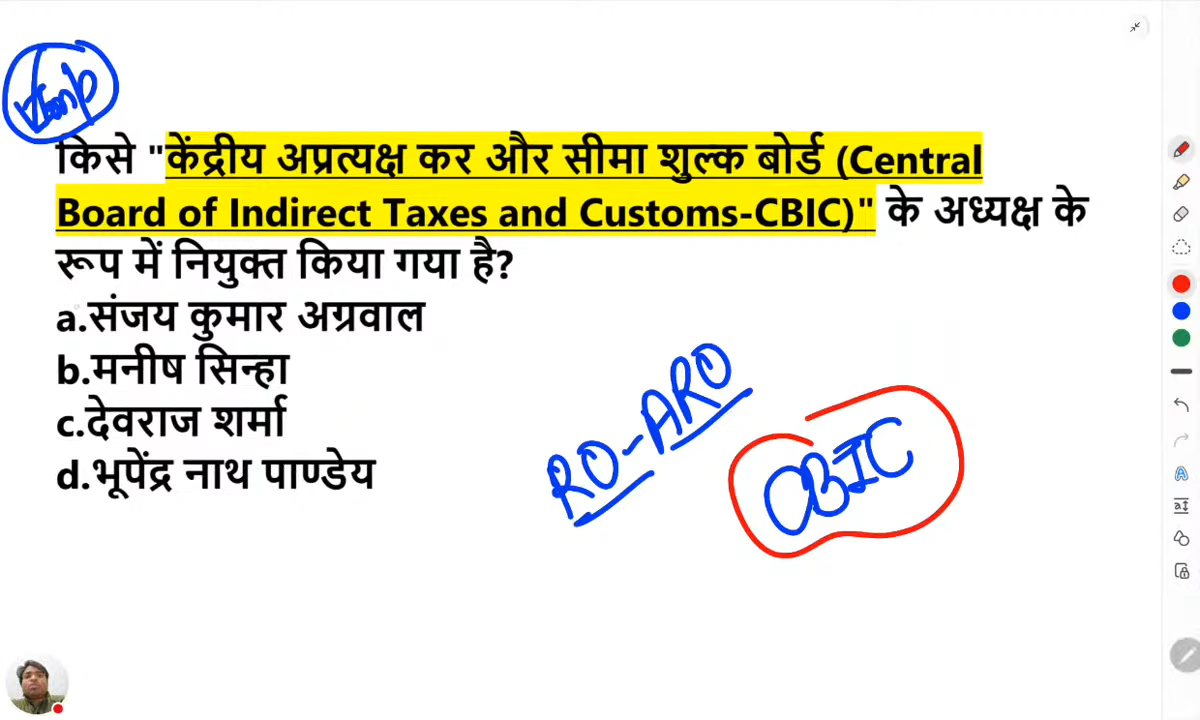 किसे "केंद्रीय अप्रत्यक्ष कर और सीमा शुल्क बोर्ड (Central
Board of Indirect Taxes and Customs-CBIC)" के अध्यक्ष के
रूप में नियुक्त किया गया है?
a.संजय कुमार अग्रवाल
b.मनीष सिन्हा
c.देवराज शर्मा
d.भूपेंद्र नाथ पाण्डेय
RO-ARO
CBIC